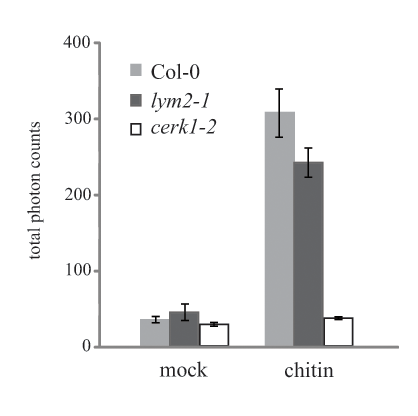 400
300
200
100
0
total photon counts
Col-0
lym2-1
cerk1-2
mock chitin